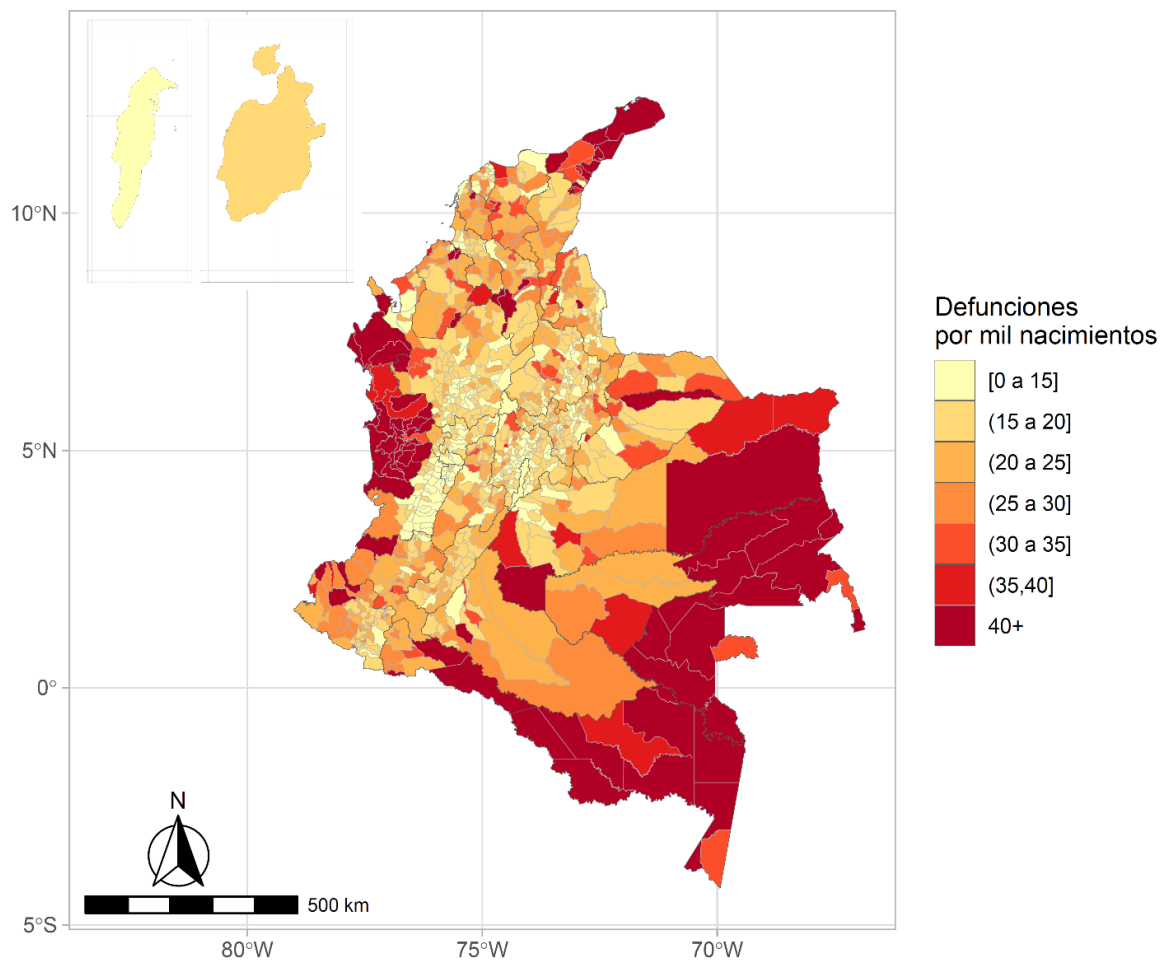 10°N
5°N
0°
5°S
80°W
75°W
70°W
N
500 km
Defunciones
por mil nacimientos
[0 a 15]
(15 a 20]
(20 a 25]
(25 a 30]
(30 a 35]
(35,40]
40+